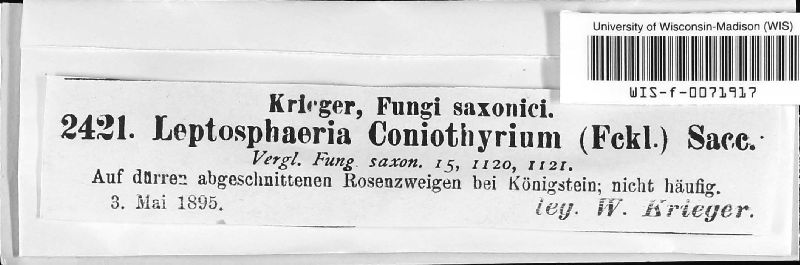 University of Wisconsin-Madison (WIS)
WIS-f-0071917
Krieger, Fungi saxonici.
2421. Leptosphaeria Coniothyrium (Fckl.) Sacc.
Vergl. Fung. saxon. 15, 1120, 1121.
Auf dürren abgeschnittenen Rosenzweigen bei Königstein; nicht häufig.
3. Mai 1895.
leg. W. Krieger.